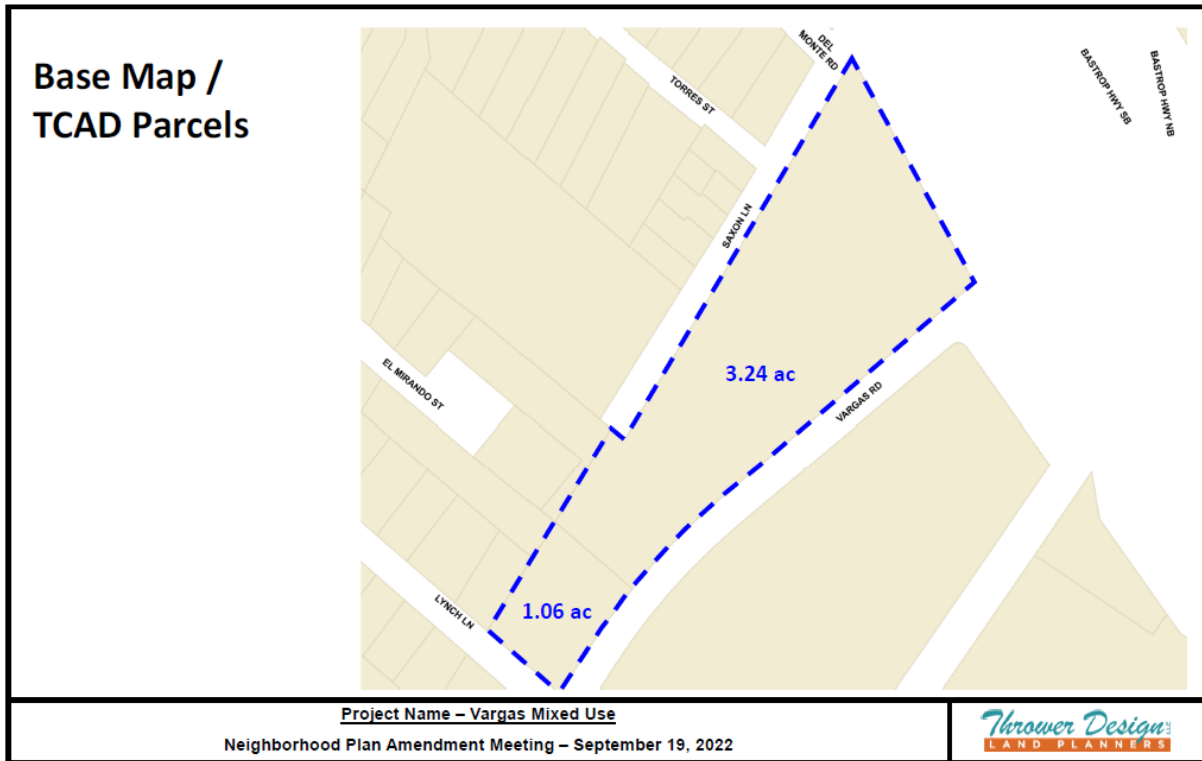 Base Map /
TCAD Parcels
DEL
MONTE RD
TORRES ST
BASTROP HWY SB
BASTROP HWY NB
SAXON LN
EL MIRANDO ST
3.24 ac
VARGAS RD
LYNCH LN
1.06 ac
Project Name – Vargas Mixed Use
Neighborhood Plan Amendment Meeting – September 19, 2022
Thrower Design LLC
LAND PLANNERS